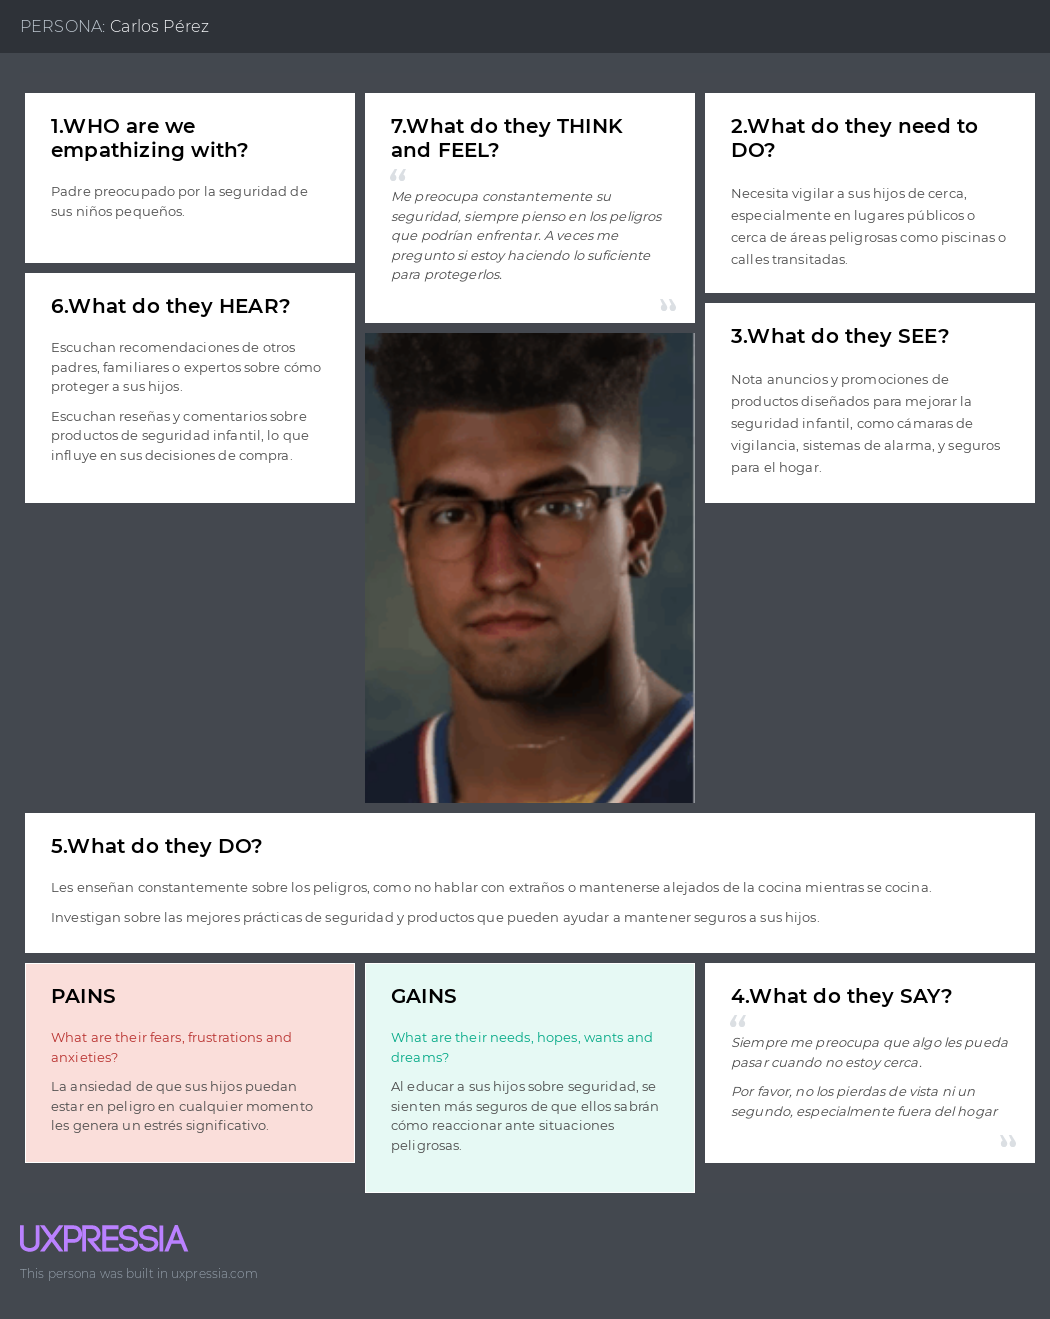 PERSONA: Carlos Pérez
1.WHO are we
empathizing with?
Padre preocupado por la seguridad de
sus niños pequeños.
7.What do they THINK
and FEEL?
“
Me preocupa constantemente su
seguridad, siempre pienso en los peligros
que podrían enfrentar. A veces me
pregunto si estoy haciendo lo suficiente
para protegerlos.
”
2.What do they need to
DO?
Necesita vigilar a sus hijos de cerca,
especialmente en lugares públicos o
cerca de áreas peligrosas como piscinas o
calles transitadas.
6.What do they HEAR?
Escuchan recomendaciones de otros
padres, familiares o expertos sobre cómo
proteger a sus hijos.
Escuchan reseñas y comentarios sobre
productos de seguridad infantil, lo que
influye en sus decisiones de compra.
3.What do they SEE?
Nota anuncios y promociones de
productos diseñados para mejorar la
seguridad infantil, como cámaras de
vigilancia, sistemas de alarma, y seguros
para el hogar.
5.What do they DO?
Les enseñan constantemente sobre los peligros, como no hablar con extraños o mantenerse alejados de la cocina mientras se cocina.
Investigan sobre las mejores prácticas de seguridad y productos que pueden ayudar a mantener seguros a sus hijos.
PAINS
What are their fears, frustrations and
anxieties?
La ansiedad de que sus hijos puedan
estar en peligro en cualquier momento
les genera un estrés significativo.
GAINS
What are their needs, hopes, wants and
dreams?
Al educar a sus hijos sobre seguridad, se
sienten más seguros de que ellos sabrán
cómo reaccionar ante situaciones
peligrosas.
4.What do they SAY?
“
Siempre me preocupa que algo les pueda
pasar cuando no estoy cerca.
Por favor, no los pierdas de vista ni un
segundo, especialmente fuera del hogar
”
UXPRESSIA
This persona was built in uxpressia.com